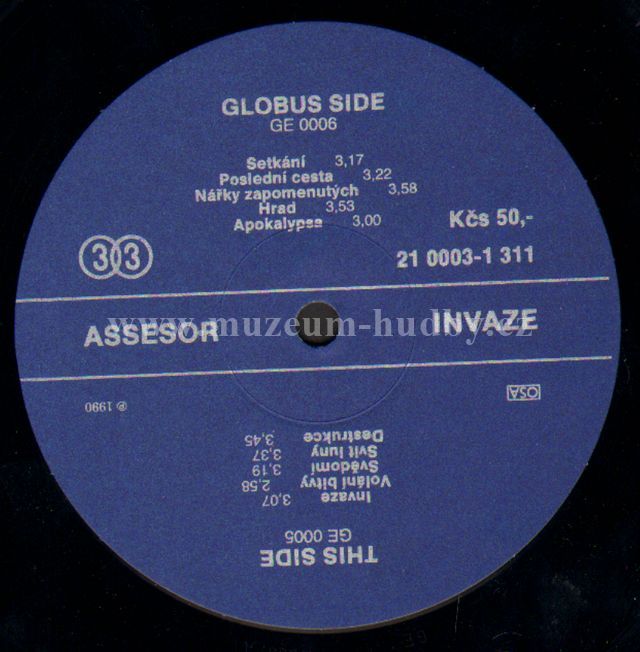 GLOBUS SIDE
GE 0006
Setkání 3,17
Poslední cesta 3,22
Nářky zapomenutých 3,58
Hrad 3,53
Apokalypsa 3,00
Kčs 50,-
33
21 0003-1 311
ASSESOR INVAZE
www.muzeum-hudby.cz
℗ 1990
OSA
THIS SIDE
GE 0005
Invaze 3,07
Volání bitvy 2,58
Svědomí 3,19
Svit luny 3,37
Destrukce 3,45